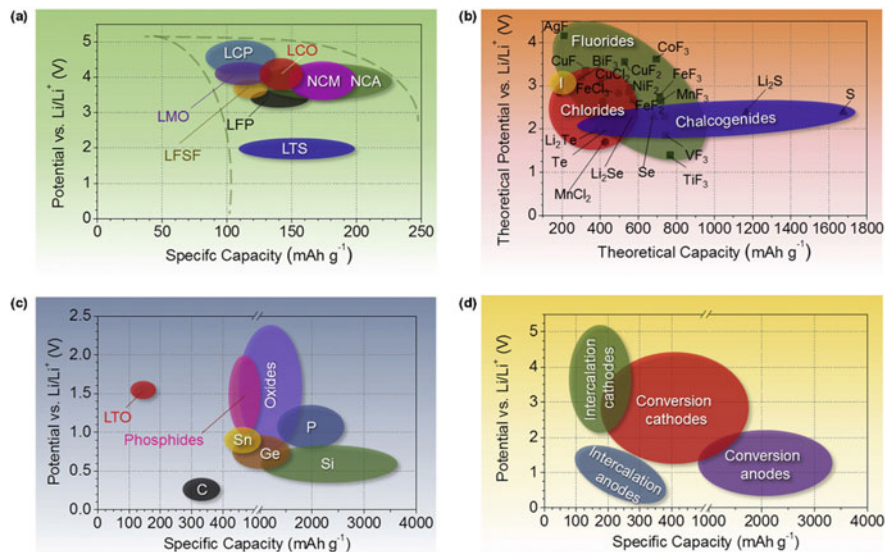 (a)
Potential vs. Li/Li⁺ (V)
5
4
3
2
1
0
LCP
LCO
NCM
NCA
LMO
LFP
LFSF
LTS
0
50
100
150
200
250
Specifc Capacity (mAh g⁻¹)
(b)
Theoretical Potential vs. Li/Li⁺ (V)
4
3
2
1
0
AgF
Fluorides
CoF₃
CuF
BiF₃
CuF₂
CuCl₂
FeF₃
Li₂S
I
NiF₂
FeCl₂
MnF₃
S
FeF₂
Chlorides
Chalcogenides
Li₂Te
Te
VF₃
Li₂Se
Se
TiF₃
MnCl₂
0
200
400
600
800
1000
1200
1400
1600
1800
Theoretical Capacity (mAh g⁻¹)
(c)
Potential vs. Li/Li⁺ (V)
2.5
2.0
1.5
1.0
0.5
0
Oxides
LTO
Phosphides
P
Sn
Ge
Si
C
0
100
200
300
400
1000
2000
3000
4000
Specific Capacity (mAh g⁻¹)
(d)
Potential vs. Li/Li⁺ (V)
5
4
3
2
1
0
Intercalation
cathodes
Conversion
cathodes
Intercalation
anodes
Conversion
anodes
0
100
200
300
400
500
1000
2000
3000
4000
Specific Capacity (mAh g⁻¹)